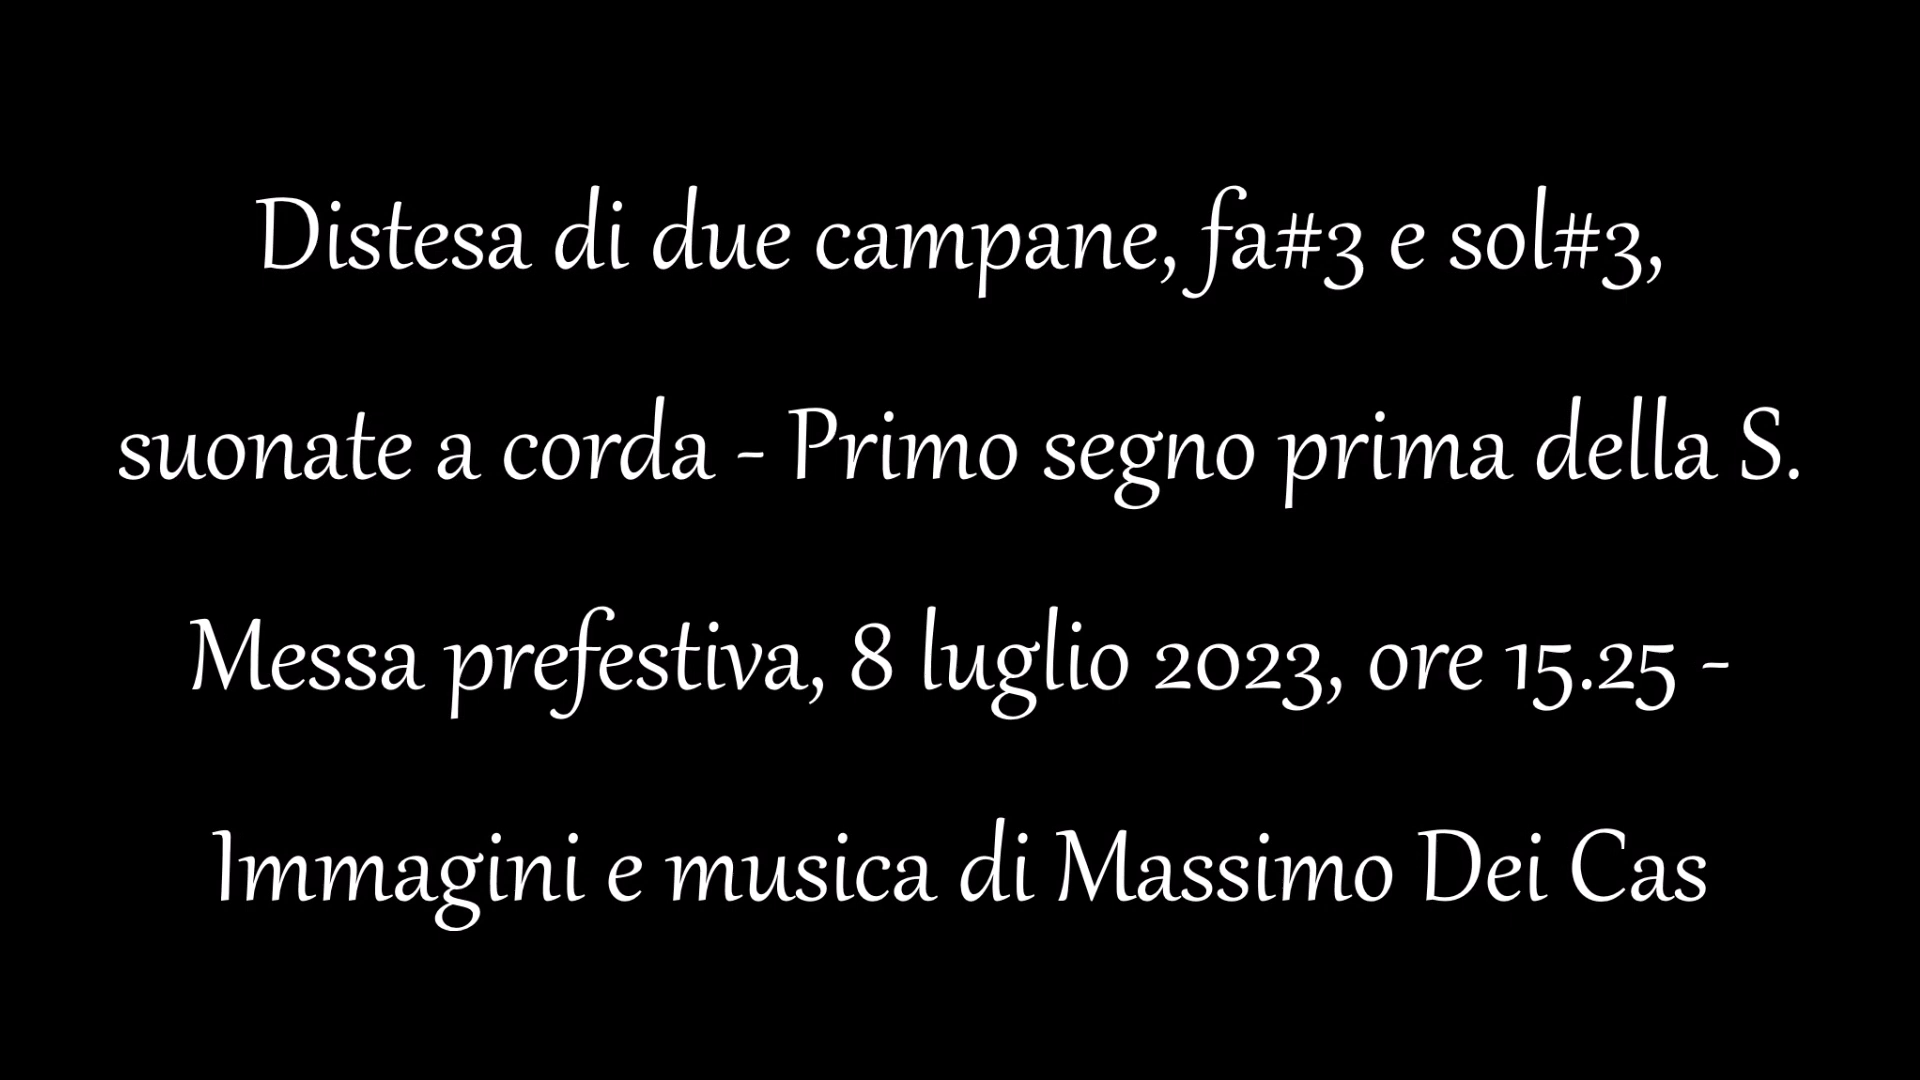 Distesa di due campane, fa#3 e sol#3,
suonate a corda - Primo segno prima della S.
Messa prefestiva, 8 luglio 2023, ore 15.25 -
Immagini e musica di Massimo Dei Cas